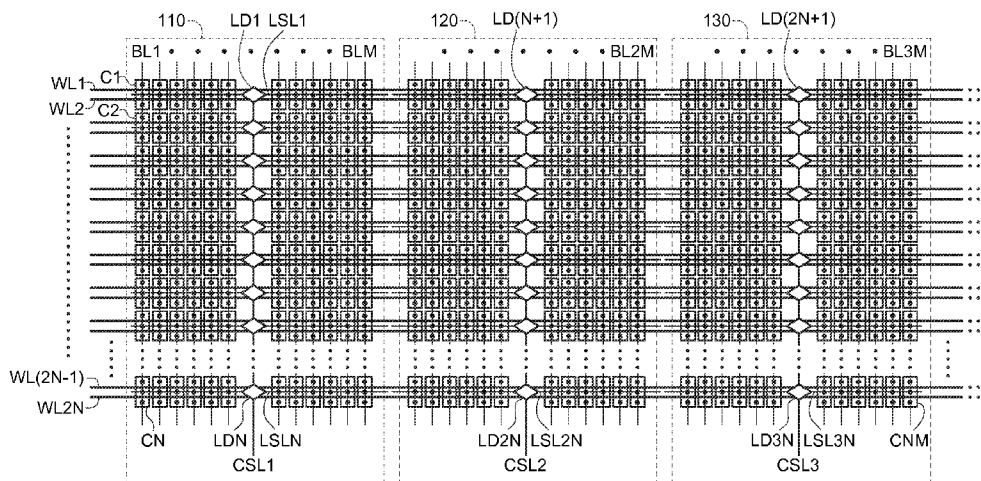 110 LD1 LSL1 120 LD(N+1) 130 LD(2N+1)
BL1 BLM BL2M BL3M
C1
WL1
WL2
C2
WL(2N-1)
WL2N
CN LDN LSLN LD2N LSL2N LD3N LSL3N CNM
CSL1 CSL2 CSL3